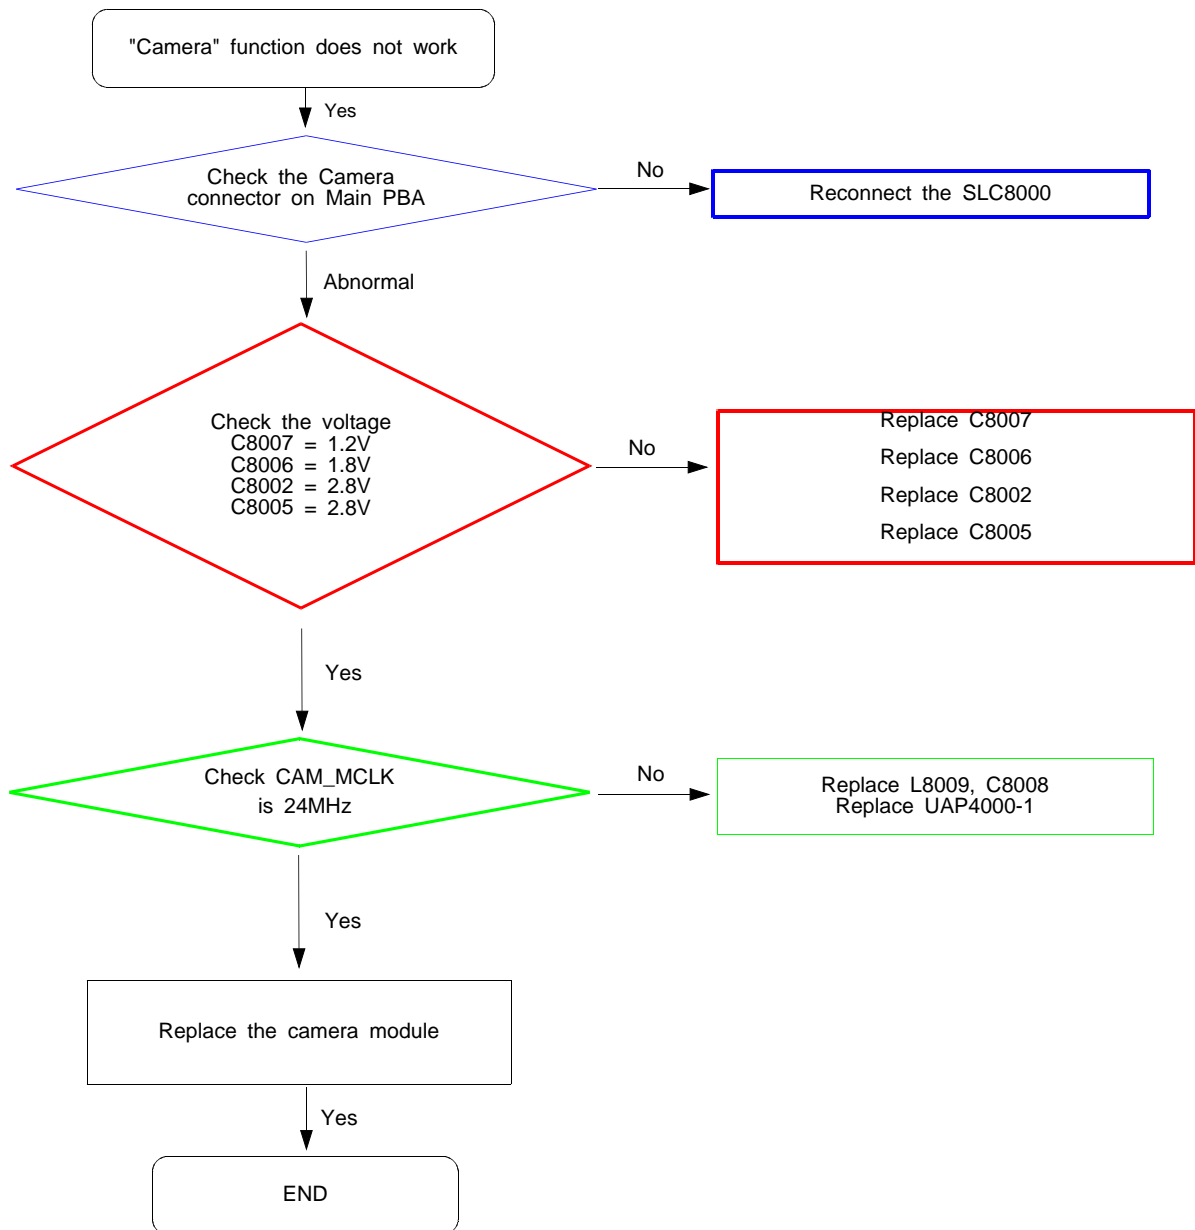 "Camera" function does not work
Yes
Check the Camera
connector on Main PBA
No
Reconnect the SLC8000
Abnormal
Check the voltage
C8007 = 1.2V
C8006 = 1.8V
C8002 = 2.8V
C8005 = 2.8V
No
Replace C8007
Replace C8006
Replace C8002
Replace C8005
Yes
Check CAM_MCLK
is 24MHz
No
Replace L8009, C8008
Replace UAP4000-1
Yes
Replace the camera module
Yes
END